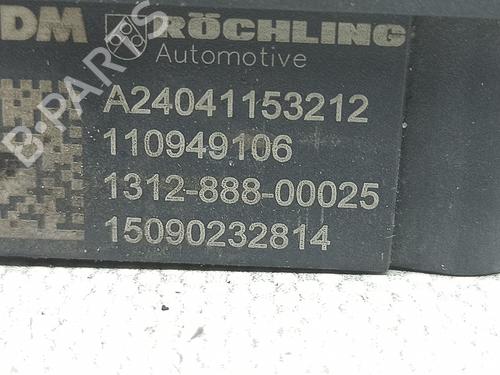 DM RÖCHLING
Automotive
A24041153212
110949106
1312-888-00025
15090232814
B-PARTS